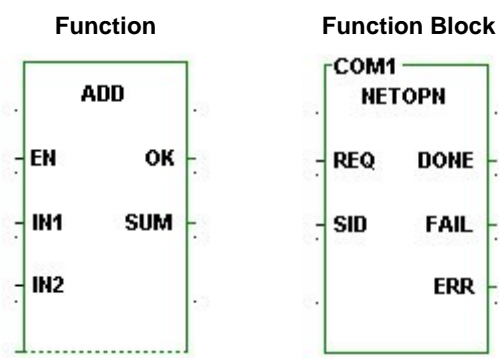 Function
Function Block
ADD
EN OK
IN1 SUM
IN2
COM1
NETOPN
REQ DONE
SID FAIL
ERR